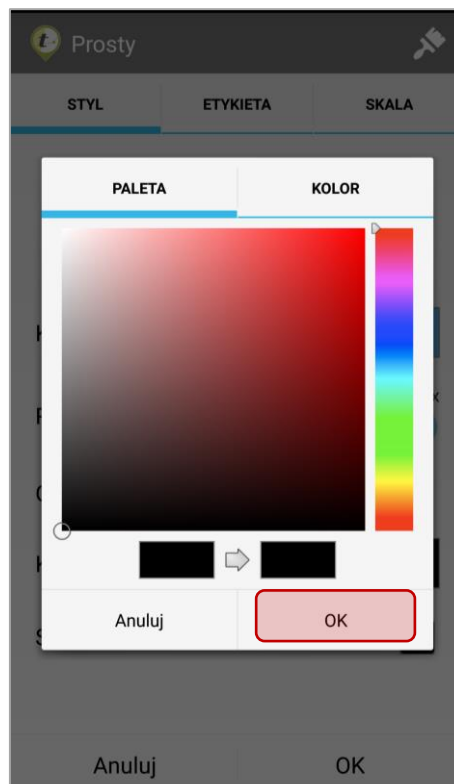 Prosty
STYL ETYKIETA SKALA
PALETA KOLOR
Anuluj OK
Anuluj OK